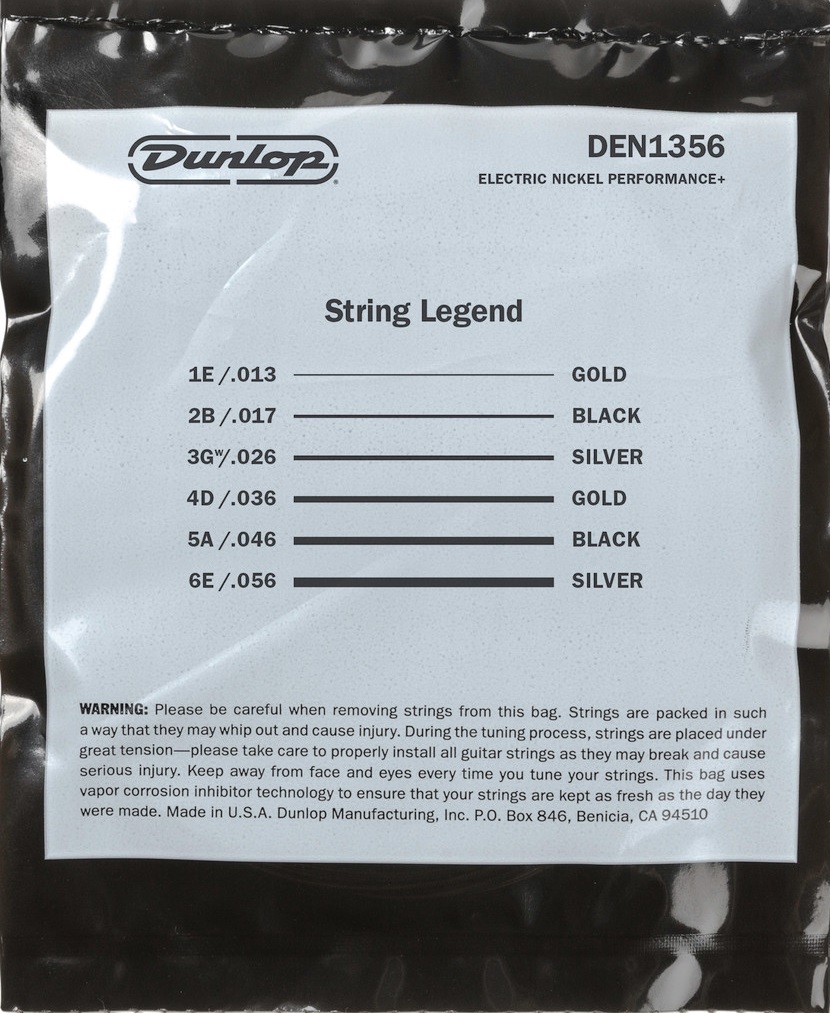 Dunlop®
DEN1356
ELECTRIC NICKEL PERFORMANCE+
String Legend
1E/.013 GOLD
2B/.017 BLACK
3Gᵂ/.026 SILVER
4D/.036 GOLD
5A/.046 BLACK
6E/.056 SILVER
WARNING: Please be careful when removing strings from this bag. Strings are packed in such
a way that they may whip out and cause injury. During the tuning process, strings are placed under
great tension—please take care to properly install all guitar strings as they may break and cause
serious injury. Keep away from face and eyes every time you tune your strings. This bag uses
vapor corrosion inhibitor technology to ensure that your strings are kept as fresh as the day they
were made. Made in U.S.A. Dunlop Manufacturing, Inc. P.O. Box 846, Benicia, CA 94510